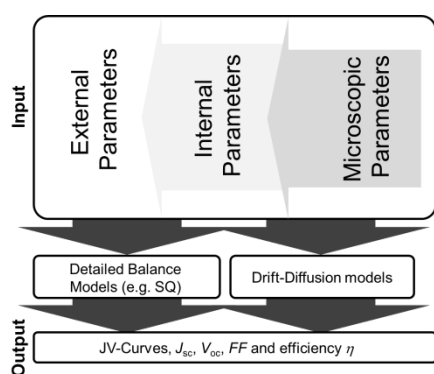 Input
External
Parameters
Internal
Parameters
Microscopic
Parameters
Detailed Balance
Models (e.g. SQ)
Drift-Diffusion models
Output
JV-Curves, Jsc, Voc, FF and efficiency η